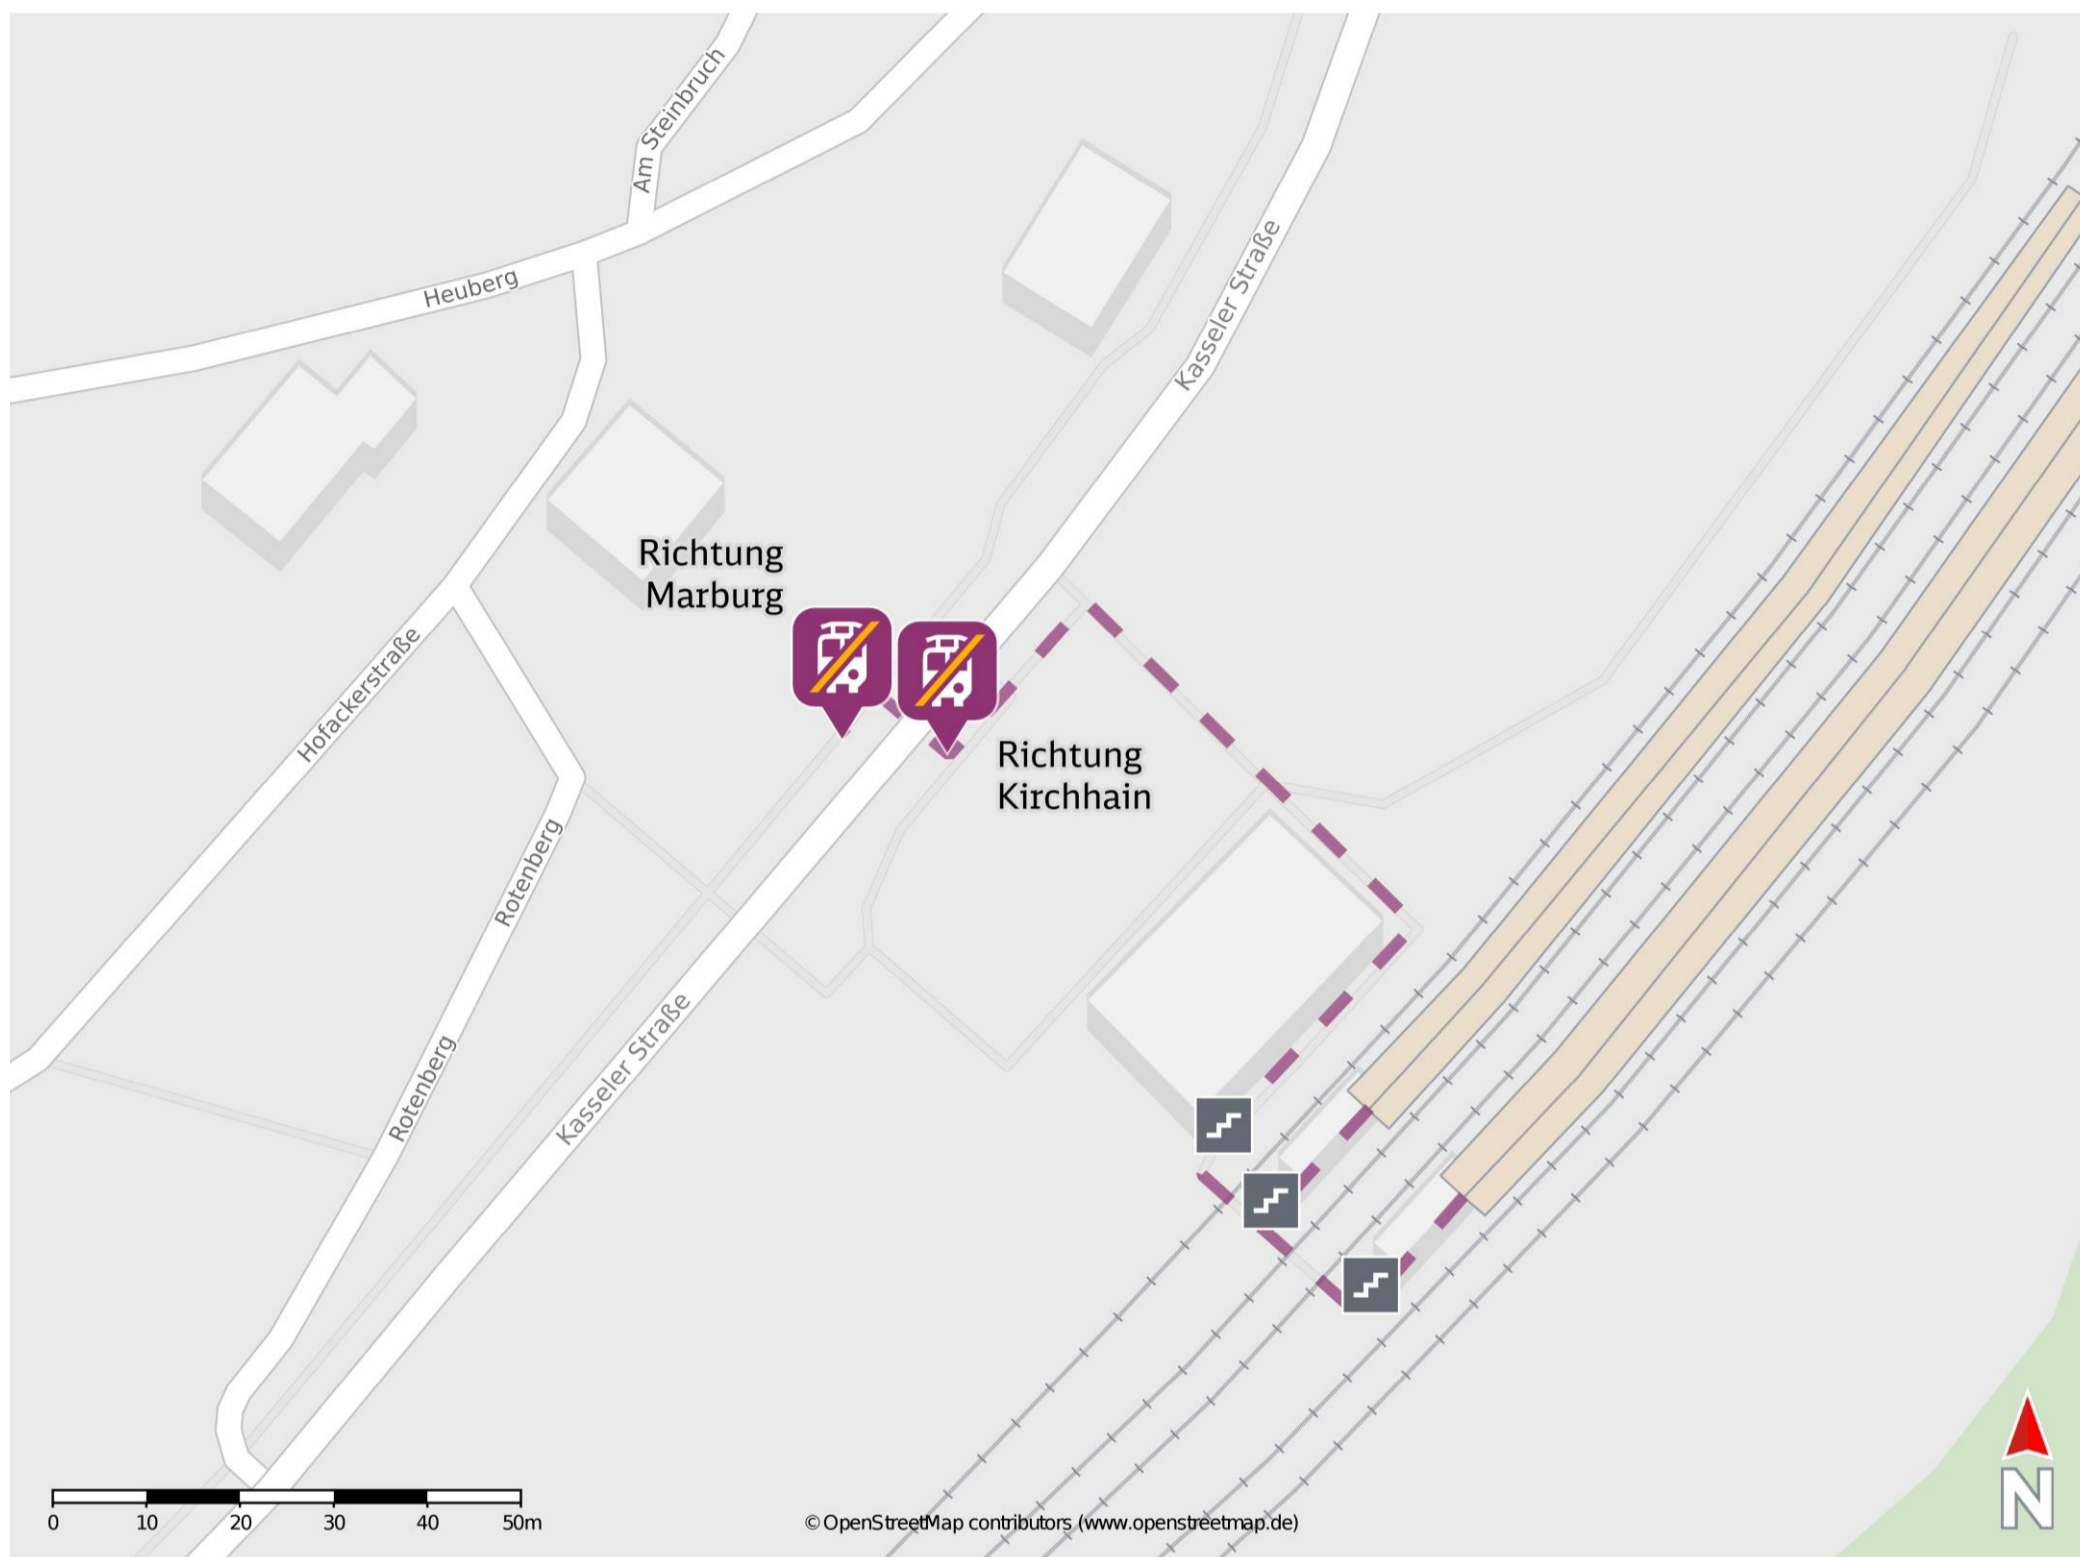 Am Steinbruch
Heuberg
Kasseler Straße
Richtung
Marburg
Hofackerstraße
Richtung
Kirchhain
Rotenberg
Kasseler Straße
Rotenberg
0 10 20 30 40 50m
© OpenStreetMap contributors (www.openstreetmap.de)
N